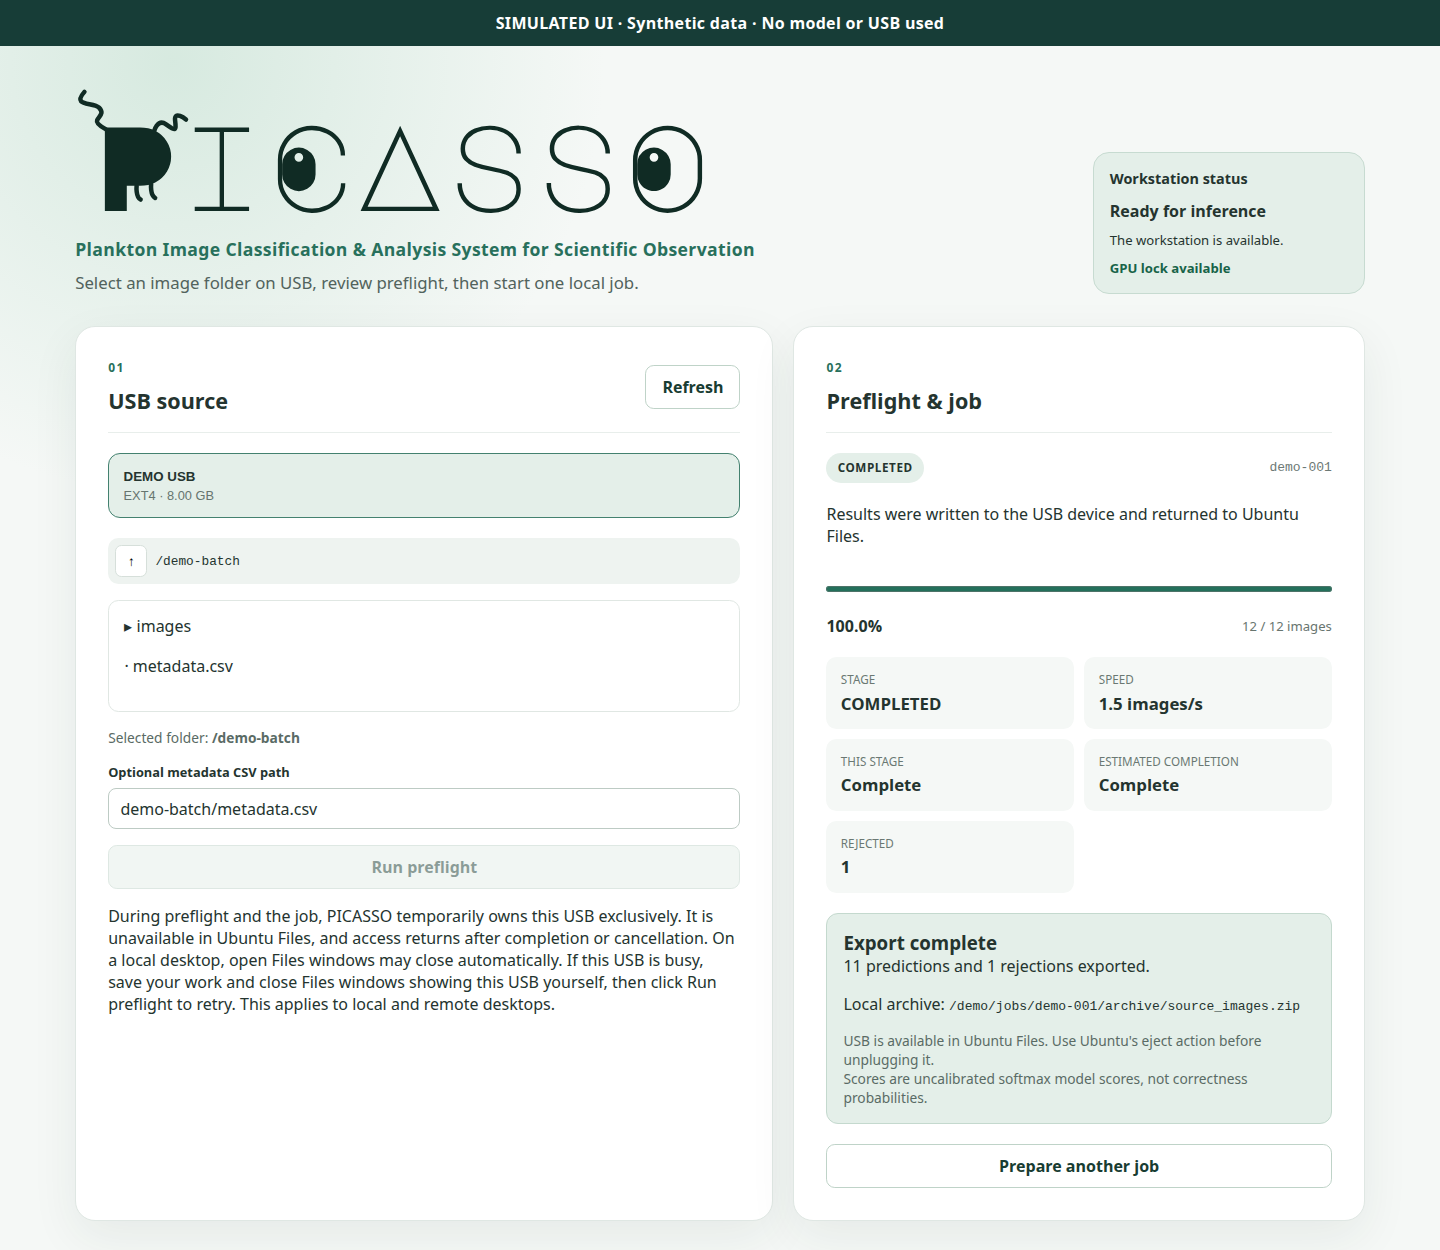 SIMULATED UI · Synthetic data · No model or USB used
PICASSO
Plankton Image Classification & Analysis System for Scientific Observation
Select an image folder on USB, review preflight, then start one local job.
Workstation status
Ready for inference
The workstation is available.
GPU lock available
01
USB source
Refresh
DEMO USB
EXT4 · 8.00 GB
↑ /demo-batch
▸ images
· metadata.csv
Selected folder: /demo-batch
Optional metadata CSV path
demo-batch/metadata.csv
Run preflight
During preflight and the job, PICASSO temporarily owns this USB exclusively. It is
unavailable in Ubuntu Files, and access returns after completion or cancellation. On
a local desktop, open Files windows may close automatically. If this USB is busy,
save your work and close Files windows showing this USB yourself, then click Run
preflight to retry. This applies to local and remote desktops.
02
Preflight & job
COMPLETED
demo-001
Results were written to the USB device and returned to Ubuntu
Files.
100.0%
12 / 12 images
STAGE
COMPLETED
SPEED
1.5 images/s
THIS STAGE
Complete
ESTIMATED COMPLETION
Complete
REJECTED
1
Export complete
11 predictions and 1 rejections exported.
Local archive: /demo/jobs/demo-001/archive/source_images.zip
USB is available in Ubuntu Files. Use Ubuntu's eject action before
unplugging it.
Scores are uncalibrated softmax model scores, not correctness
probabilities.
Prepare another job